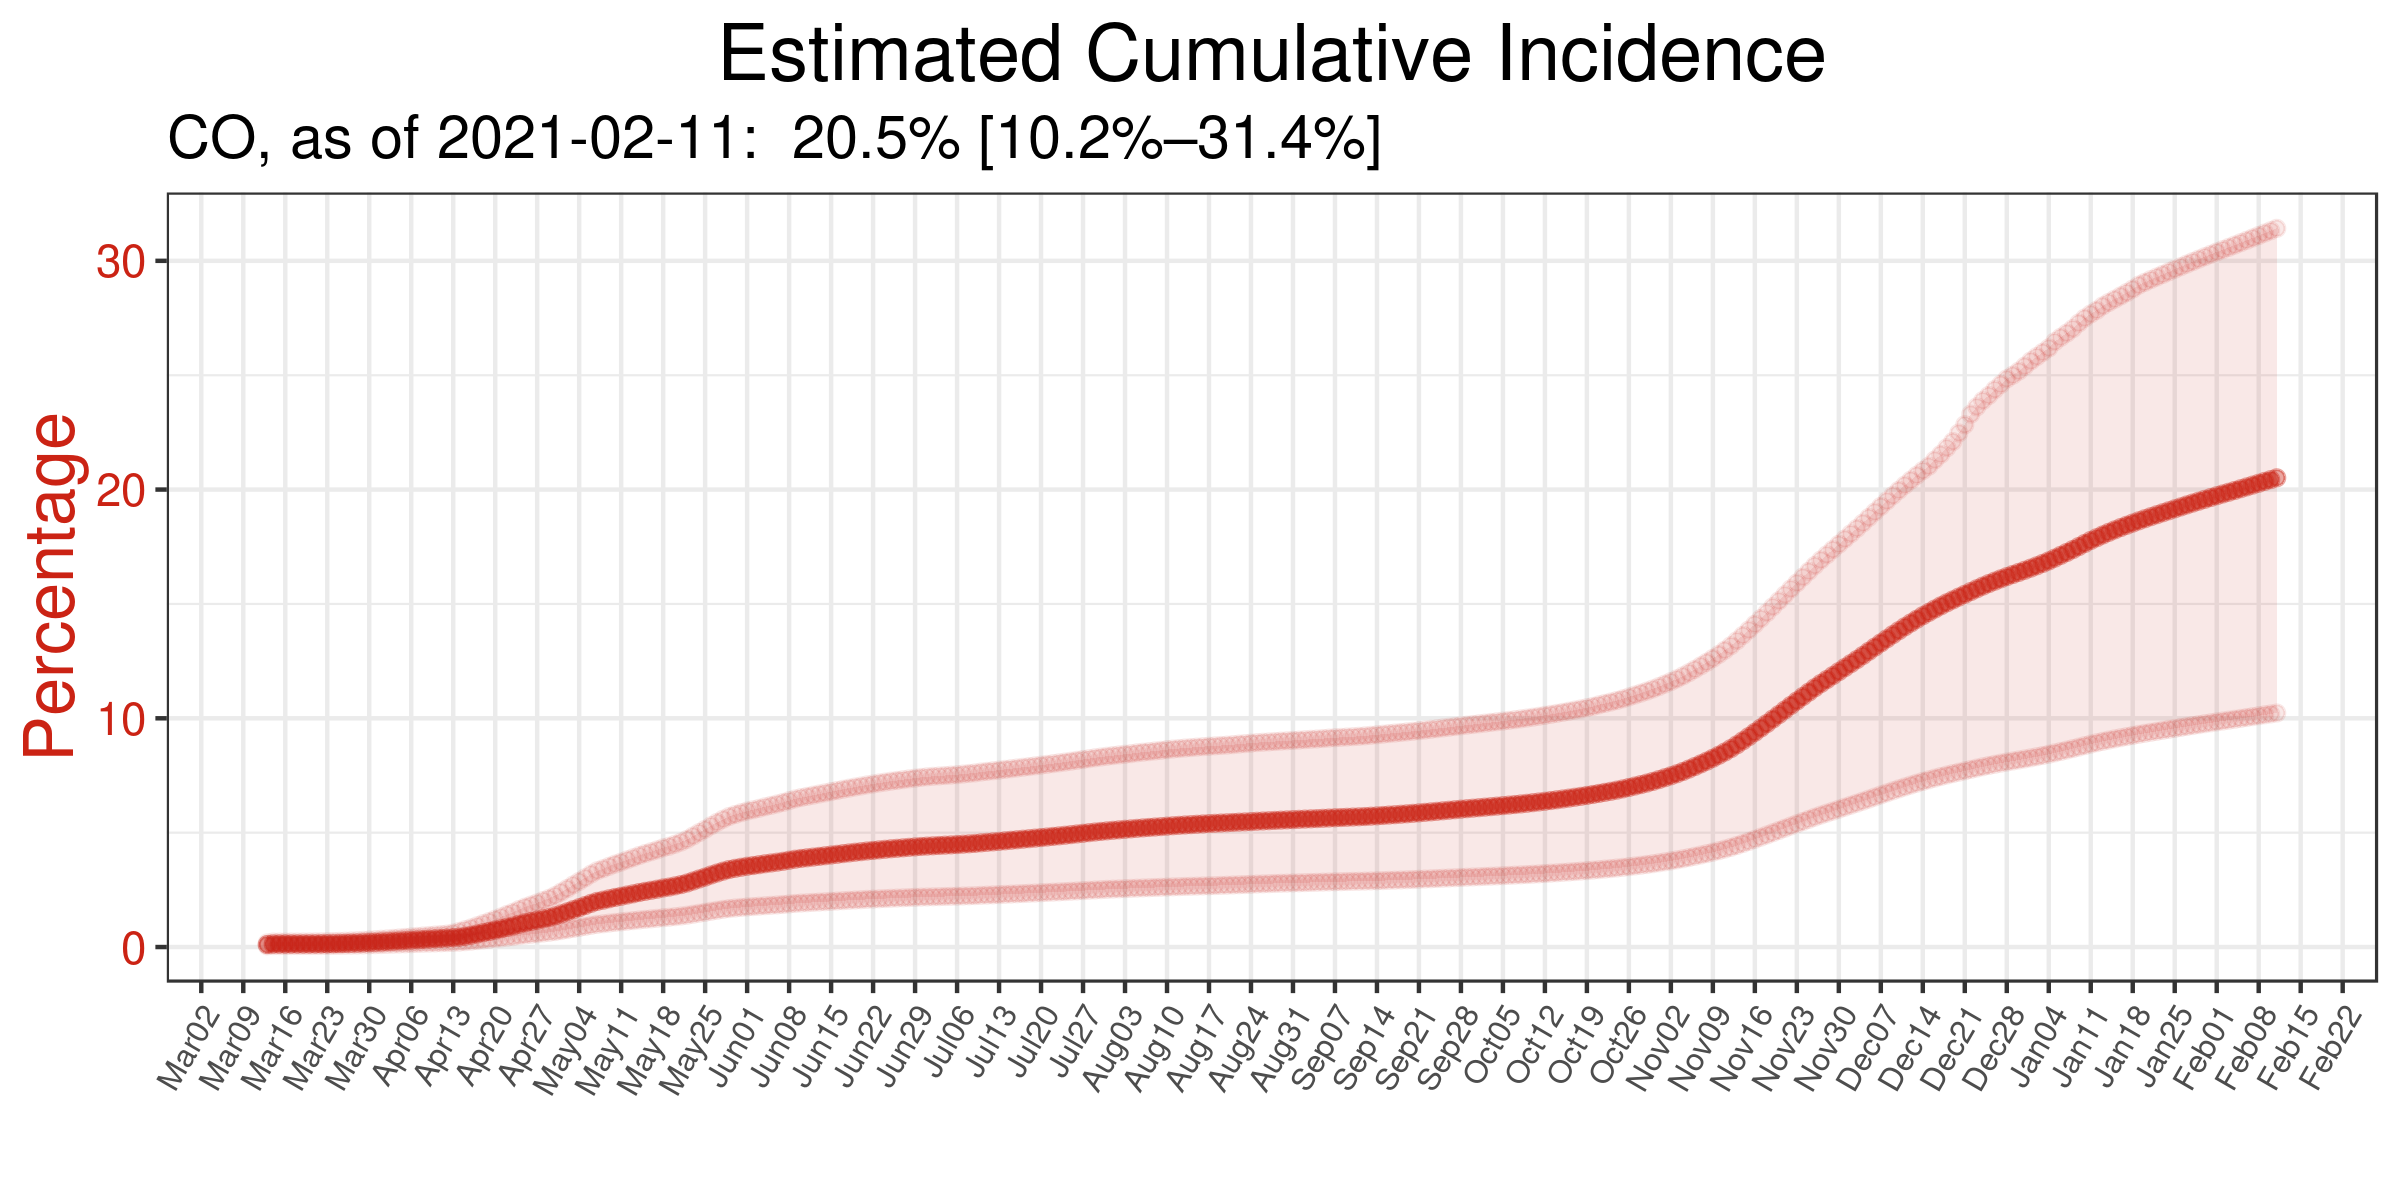 Estimated Cumulative Incidence
CO, as of 2021-02-11:  20.5% [10.2%–31.4%]
Percentage
30
20
10
0
Mar02 Mar09 Mar16 Mar23 Mar30 Apr06 Apr13 Apr20 Apr27 May04 May11 May18 May25 Jun01 Jun08 Jun15 Jun22 Jun29 Jul06 Jul13 Jul20 Jul27 Aug03 Aug10 Aug17 Aug24 Aug31 Sep07 Sep14 Sep21 Sep28 Oct05 Oct12 Oct19 Oct26 Nov02 Nov09 Nov16 Nov23 Nov30 Dec07 Dec14 Dec21 Dec28 Jan04 Jan11 Jan18 Jan25 Feb01 Feb08 Feb15 Feb22